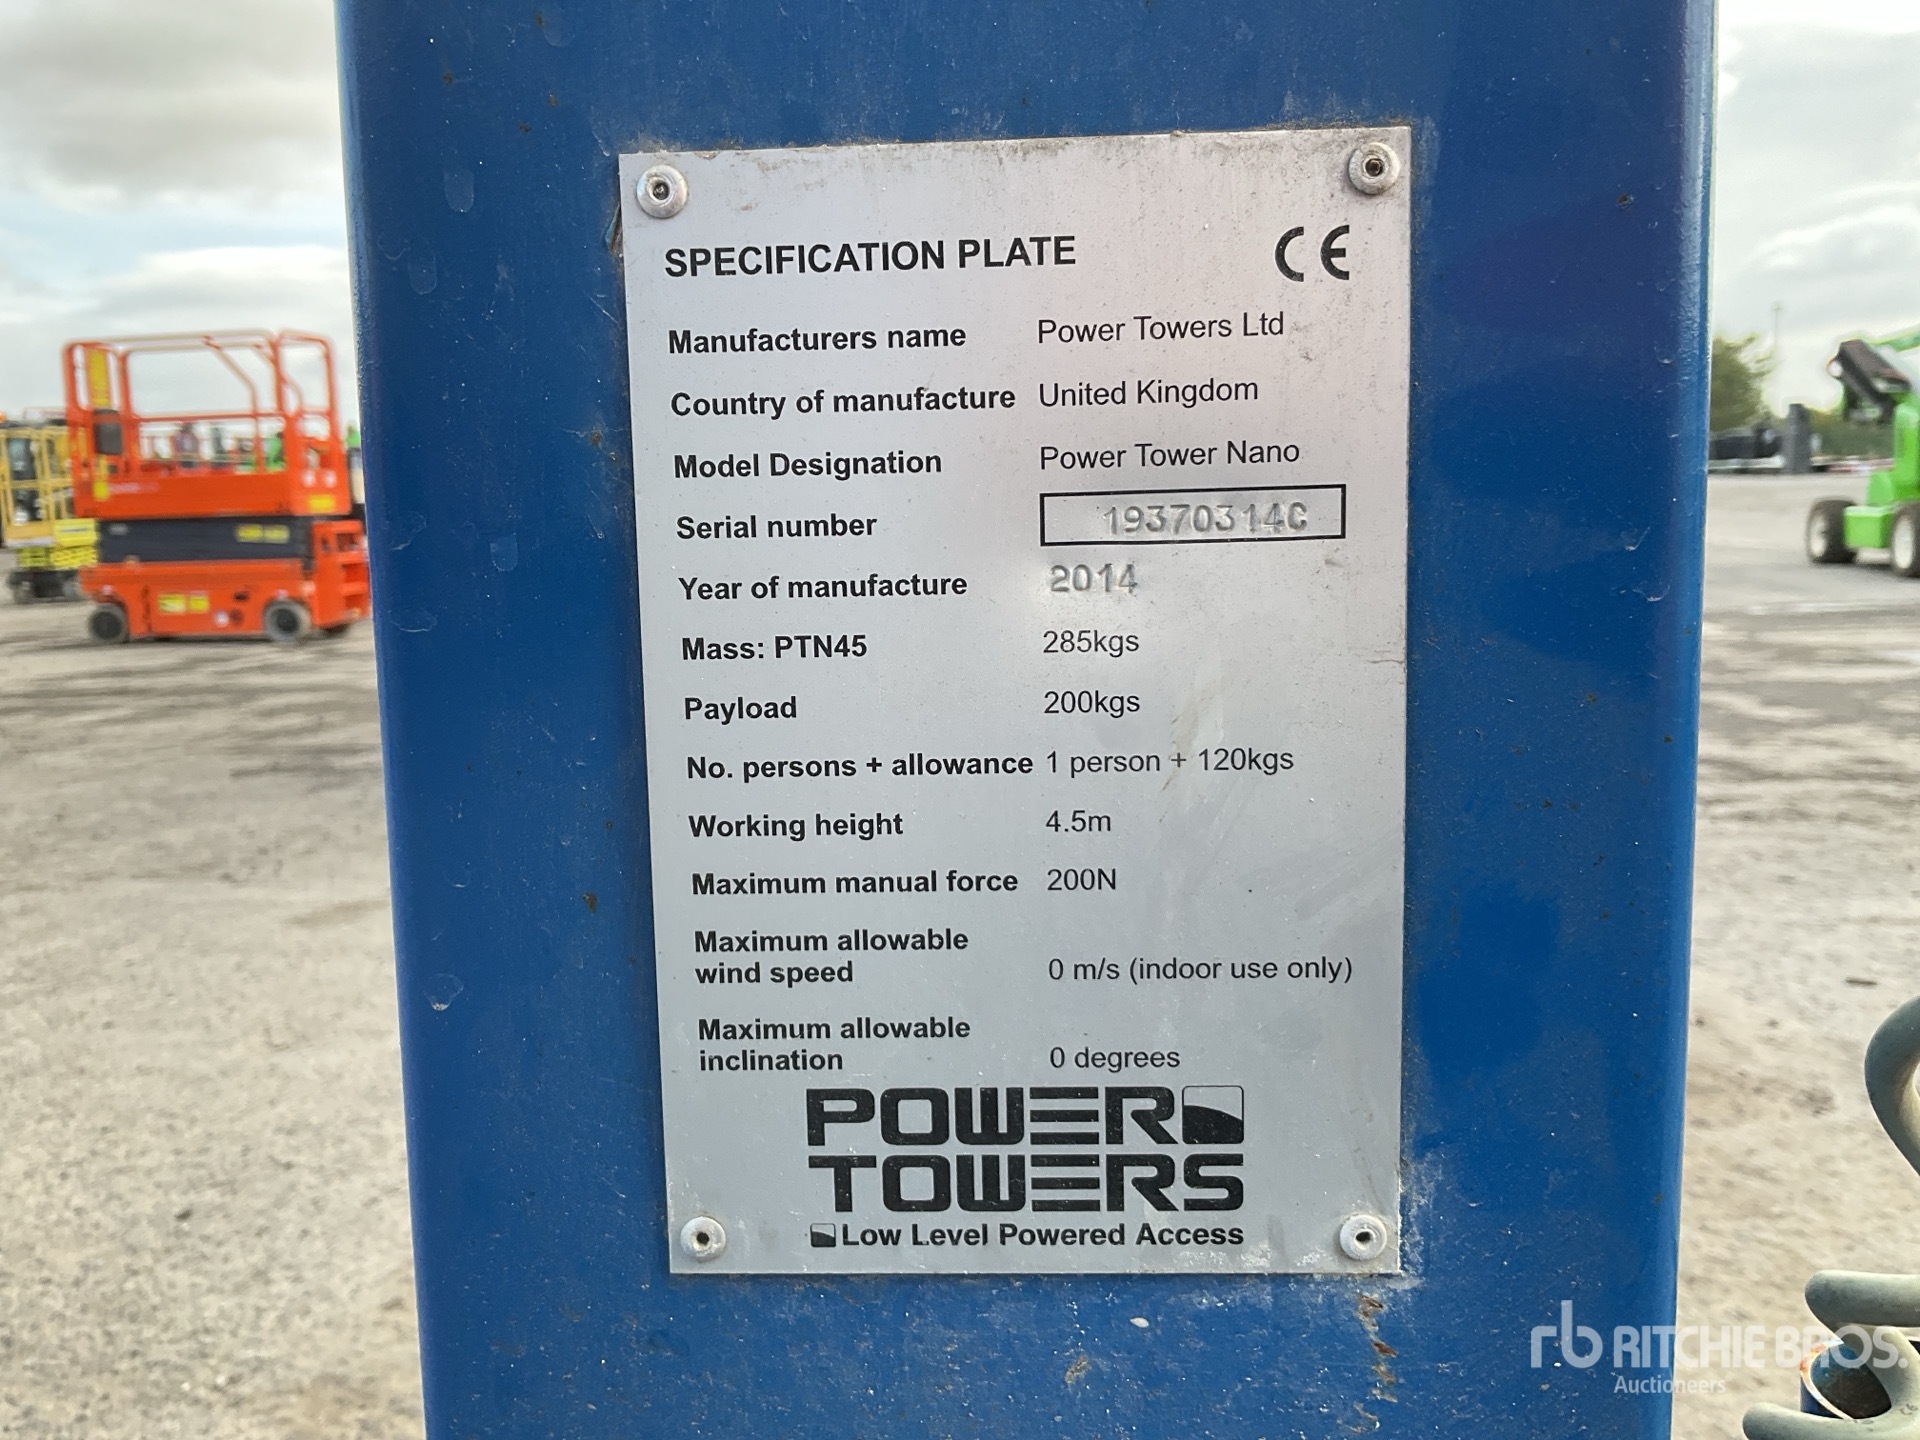 SPECIFICATION PLATE CE
Manufacturers name Power Towers Ltd
Country of manufacture United Kingdom
Model Designation Power Tower Nano
Serial number 19370314C
Year of manufacture 2014
Mass: PTN45 285kgs
Payload 200kgs
No. persons + allowance 1 person + 120kgs
Working height 4.5m
Maximum manual force 200N
Maximum allowable
wind speed 0 m/s (indoor use only)
Maximum allowable
inclination 0 degrees
POWER
TOWERS
Low Level Powered Access
rb RITCHIE BROS.
Auctioneers